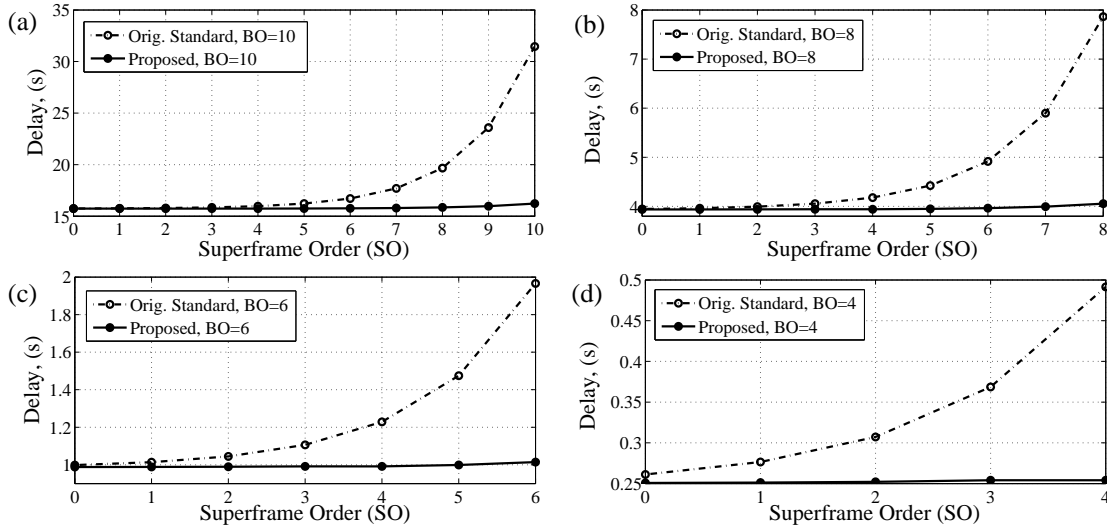 (a)
Orig. Standard, BO=10
Proposed, BO=10
35
30
25
20
15
Delay, (s)
0 1 2 3 4 5 6 7 8 9 10
Superframe Order (SO)
(b)
Orig. Standard, BO=8
Proposed, BO=8
8
7
6
5
4
Delay, (s)
0 1 2 3 4 5 6 7 8
Superframe Order (SO)
(c)
Orig. Standard, BO=6
Proposed, BO=6
2
1.8
1.6
1.4
1.2
1
Delay, (s)
0 1 2 3 4 5 6
Superframe Order (SO)
(d)
Orig. Standard, BO=4
Proposed, BO=4
0.5
0.45
0.4
0.35
0.3
0.25
Delay, (s)
0 1 2 3 4
Superframe Order (SO)